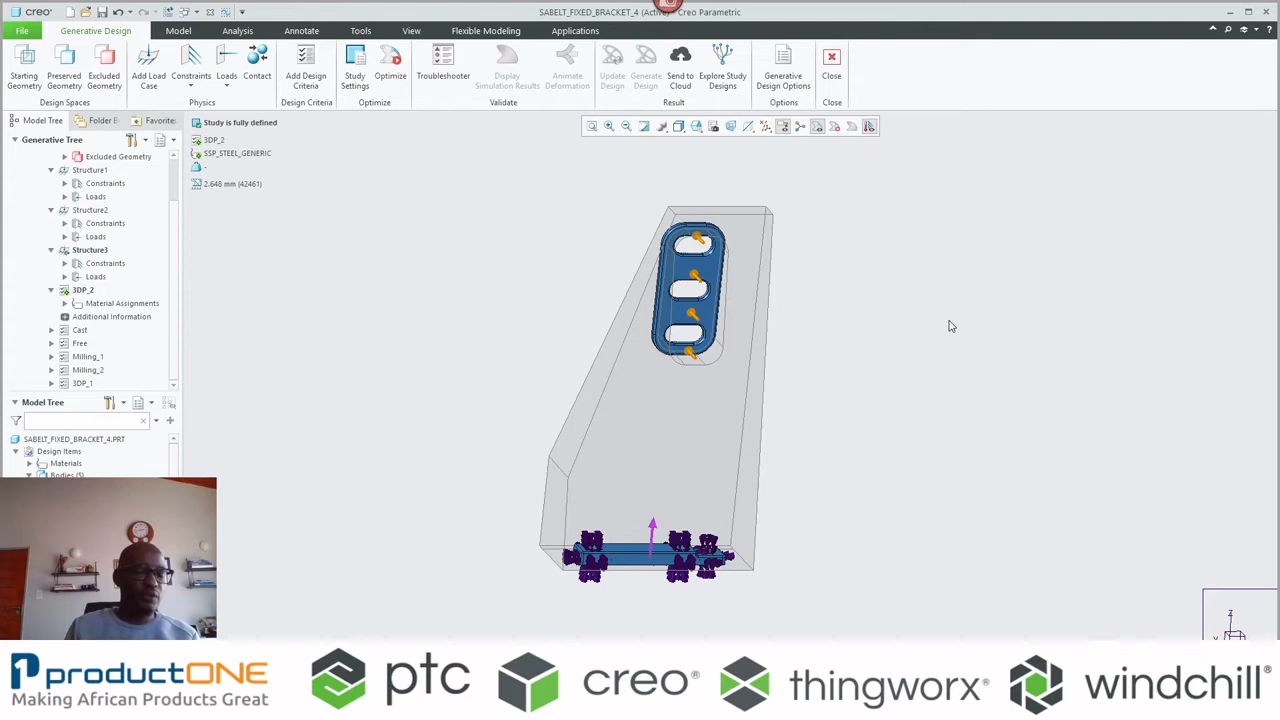 creo°
SABELT_FIXED_BRACKET_4 (Active) - Creo Parametric
File Generative Design Model Analysis Annotate Tools View Flexible Modeling Applications
Starting Geometry Preserved Geometry Excluded Geometry Add Load Case Constraints Loads Contact Add Design Criteria Study Settings Optimize Troubleshooter Display Simulation Results Animate Deformation Update Design Generate Design Send to Cloud Explore Study Designs Generative Design Options Close
Design Spaces Physics Design Criteria Optimize Validate Result Options Close
Model Tree Folder B Favorites
Generative Tree
Excluded Geometry
Structure1
Constraints
Loads
Structure2
Constraints
Loads
Structure3
Constraints
Loads
3DP_2
Material Assignments
Additional Information
Cast
Free
Milling_1
Milling_2
3DP_1
Study is fully defined
3DP_2
SSP_STEEL_GENERIC
-
2.648 mm (42461)
Model Tree
SABELT_FIXED_BRACKET_4.PRT
Design Items
Materials
Bodies (5)
Z
productONE
Making African Products Great
ptc
creo®
thingworx®
windchill®